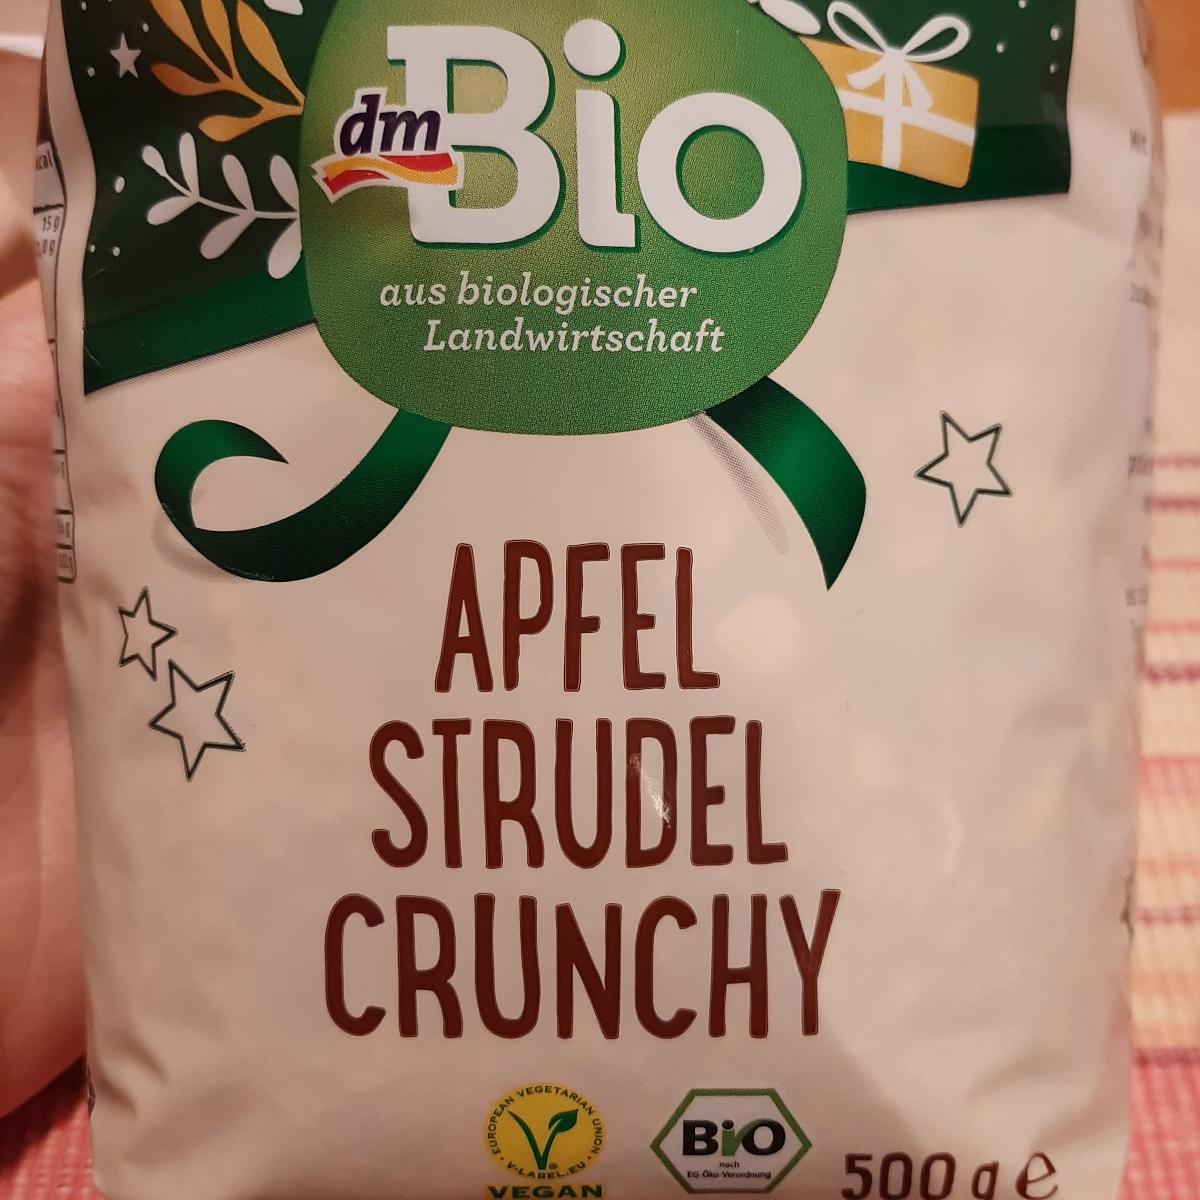 dm
Bio
aus biologischer
Landwirtschaft
APFEL
STRUDEL
CRUNCHY
EUROPEAN VEGETARIAN UNION
V-LABEL.EU
VEGAN
BiO
nach
EG-Öko-Verordnung
500 g e